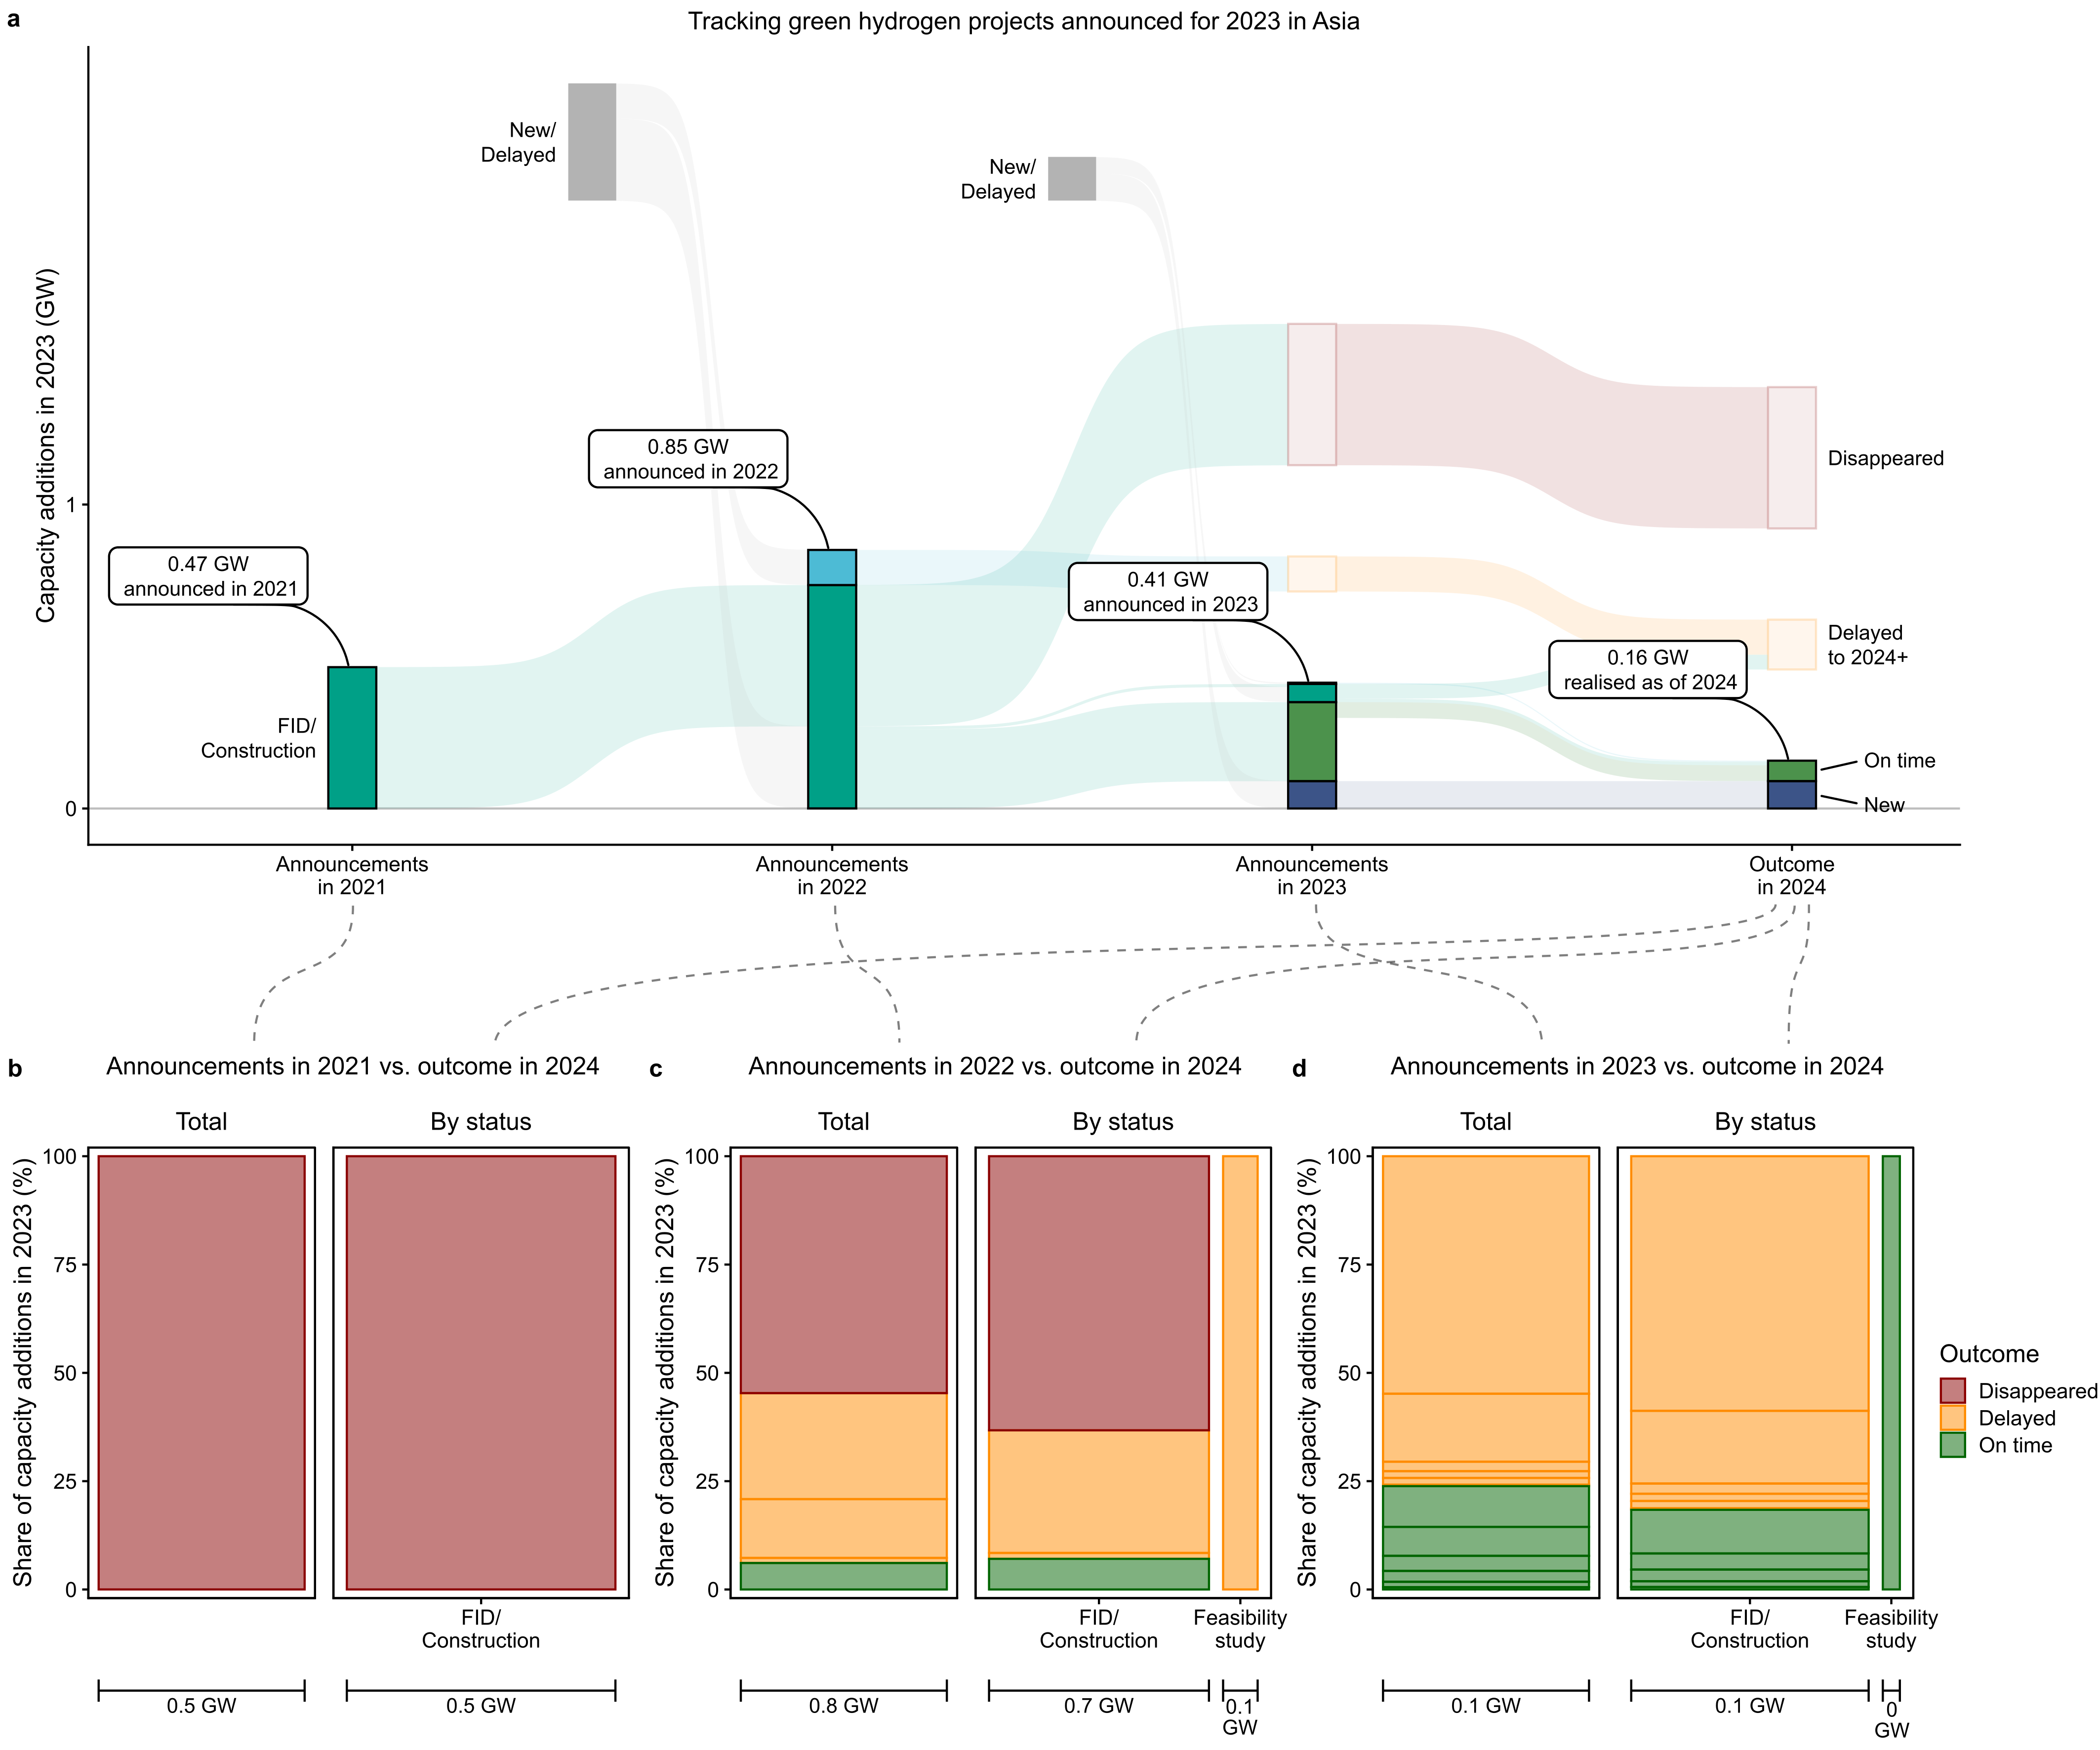 a
Tracking green hydrogen projects announced for 2023 in Asia
Capacity additions in 2023 (GW)
1
0
New/
Delayed
New/
Delayed
0.47 GW
announced in 2021
0.85 GW
announced in 2022
0.41 GW
announced in 2023
0.16 GW
realised as of 2024
FID/
Construction
Disappeared
Delayed
to 2024+
On time
New
Announcements
in 2021
Announcements
in 2022
Announcements
in 2023
Outcome
in 2024
b
Announcements in 2021 vs. outcome in 2024
Total
By status
Share of capacity additions in 2023 (%)
100
75
50
25
0
FID/
Construction
0.5 GW
0.5 GW
c
Announcements in 2022 vs. outcome in 2024
Total
By status
Share of capacity additions in 2023 (%)
100
75
50
25
0
FID/
Construction
Feasibility
study
0.8 GW
0.7 GW
0.1
GW
d
Announcements in 2023 vs. outcome in 2024
Total
By status
Share of capacity additions in 2023 (%)
100
75
50
25
0
FID/
Construction
Feasibility
study
0.1 GW
0.1 GW
0
GW
Outcome
Disappeared
Delayed
On time